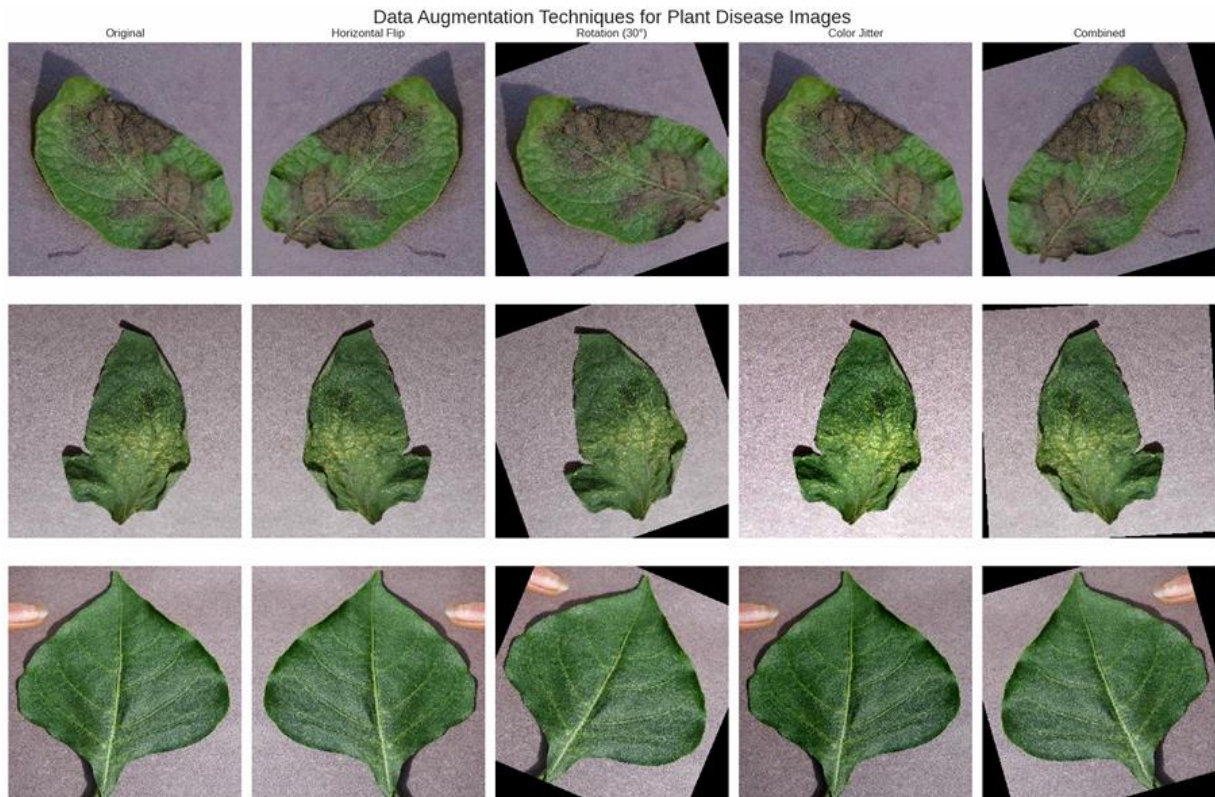 Data Augmentation Techniques for Plant Disease Images
Original Horizontal Flip Rotation (30°) Color Jitter Combined